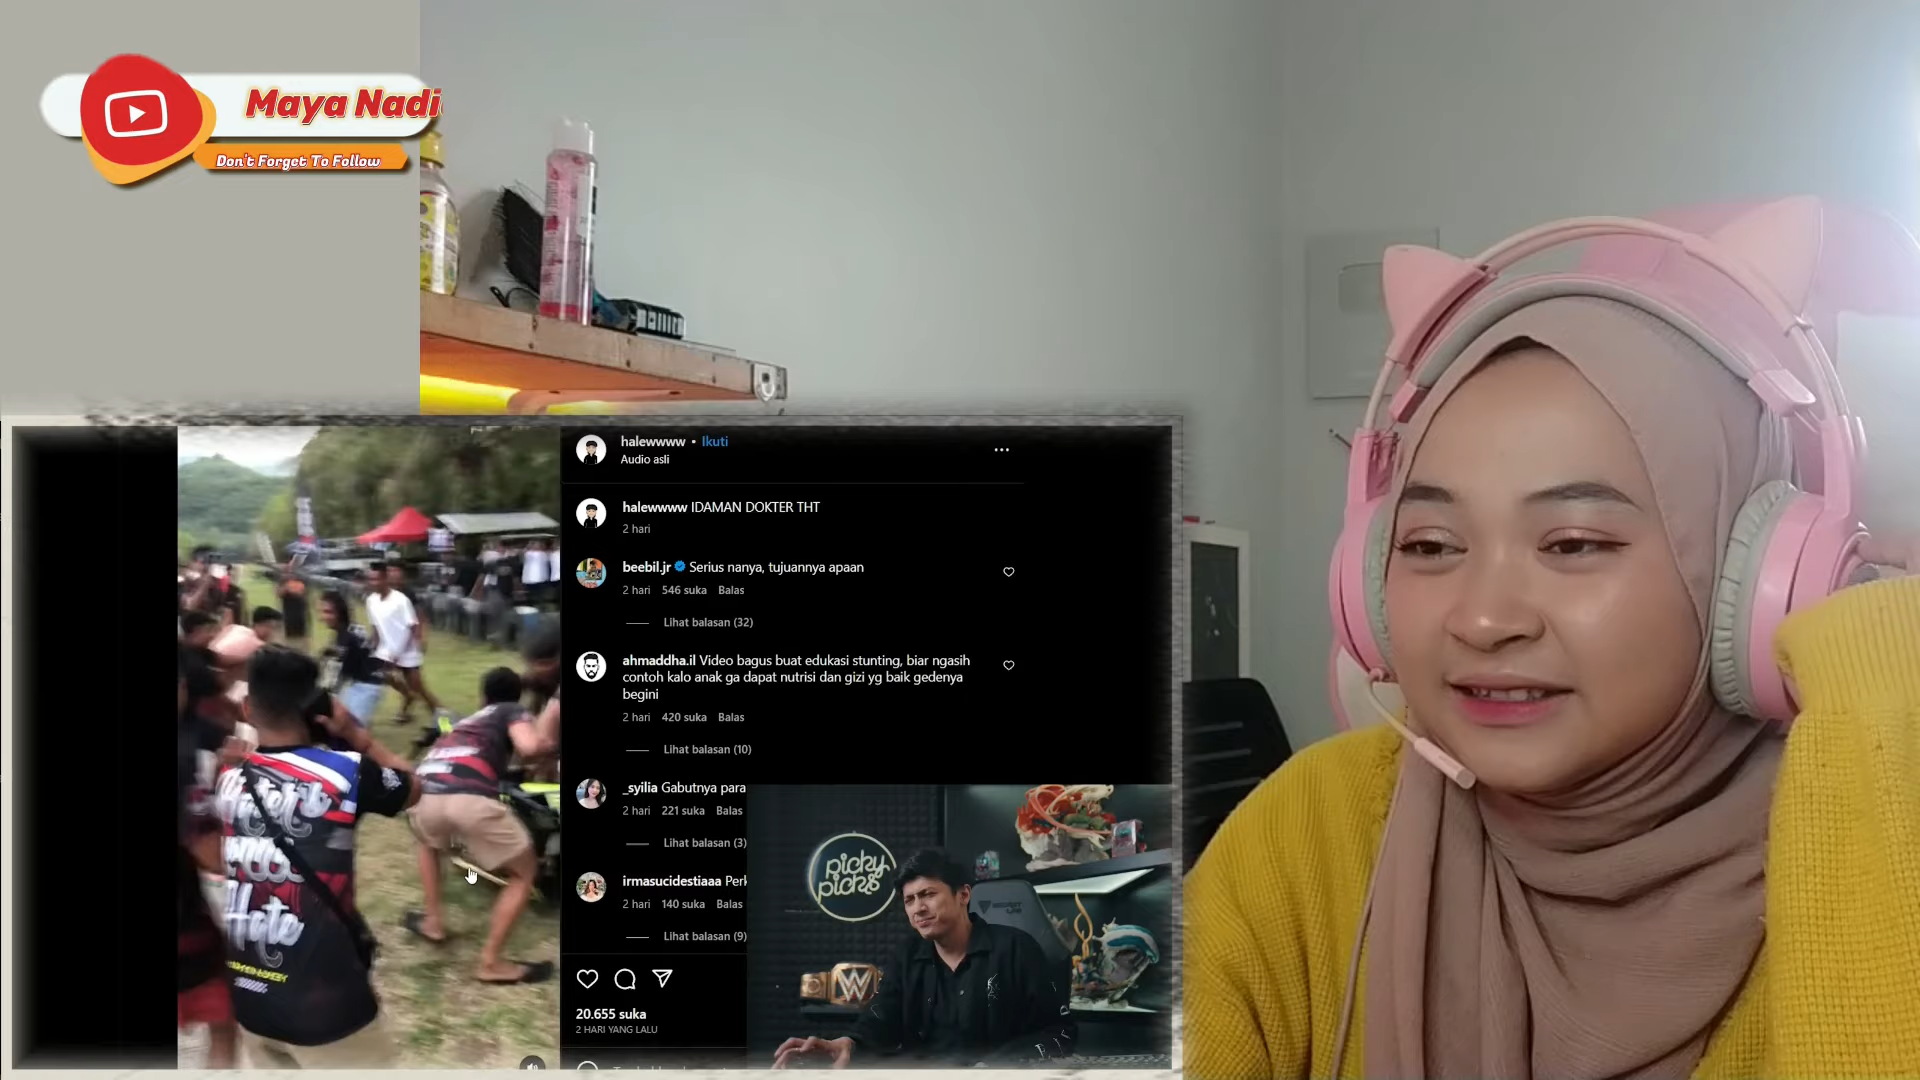 Maya Nadi
Don't Forget To Follow
halewwww • Ikuti
Audio asli
halewwww IDAMAN DOKTER THT
2 hari
beebil.jr Serius nanya, tujuannya apaan
2 hari 546 suka Balas
Lihat balasan (32)
ahmaddha.il Video bagus buat edukasi stunting, biar ngasih
contoh kalo anak ga dapat nutrisi dan gizi yg baik gedenya
begini
2 hari 420 suka Balas
Lihat balasan (10)
_syilia Gabutnya para
2 hari 221 suka Balas
Lihat balasan (3)
irmasucidestiaaa
2 hari 140 suka Balas
Lihat balasan (9)
20.655 suka
2 HARI YANG LALU
picky
picks
W
Hate